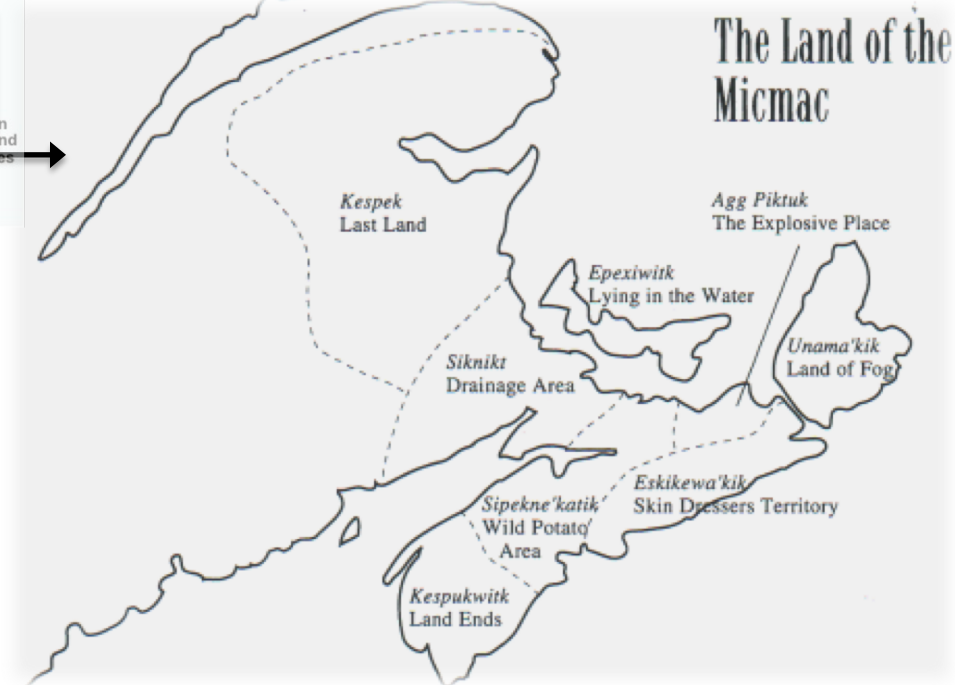 The Land of the
Micmac
n
nd
es
Kespek
Last Land
Agg Piktuk
The Explosive Place
Epexiwitk
Lying in the Water
Unama'kik
Land of Fog
Siknikt
Drainage Area
Eskikewa'kik
Skin Dressers Territory
Sipekne'katik
Wild Potato
Area
Kespukwitk
Land Ends